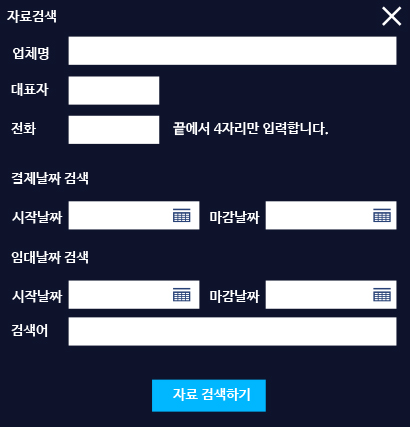 자료검색
업체명
대표자
전화 끝에서 4자리만 입력합니다.
결제날짜 검색
시작날짜 마감날짜
임대날짜 검색
시작날짜 마감날짜
검색어
자료 검색하기